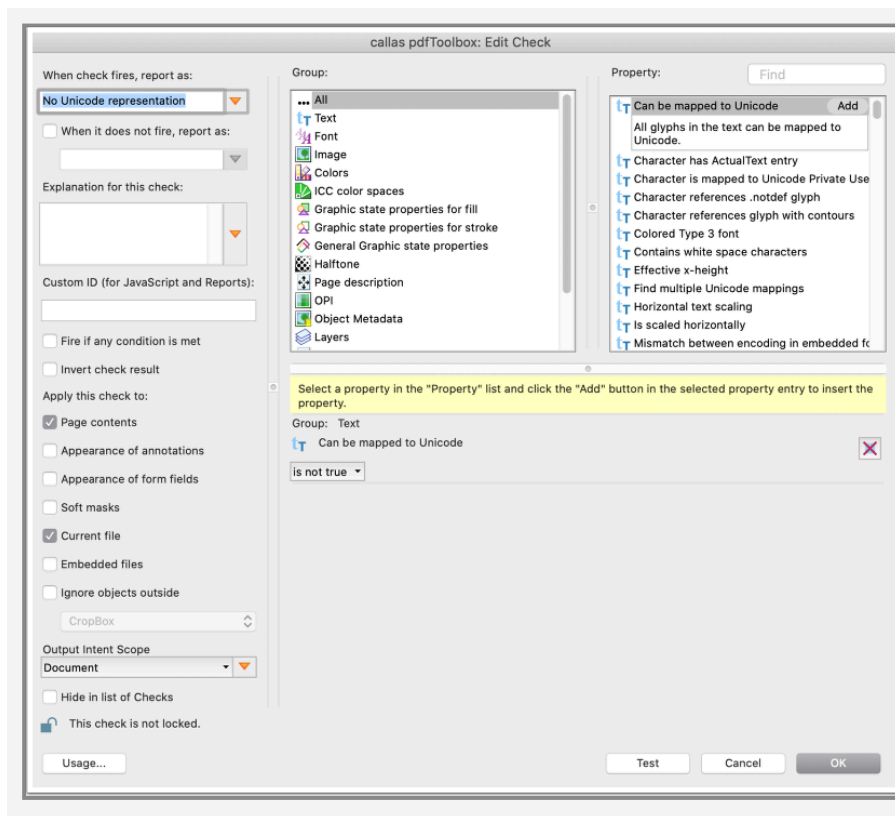 callas pdfToolbox: Edit Check
When check fires, report as:
No Unicode representation
When it does not fire, report as:
Explanation for this check:
Custom ID (for JavaScript and Reports):
Fire if any condition is met
Invert check result
Apply this check to:
Page contents
Appearance of annotations
Appearance of form fields
Soft masks
Current file
Embedded files
Ignore objects outside
CropBox
Output Intent Scope
Document
Hide in list of Checks
This check is not locked.
Usage...
Group:
... All
Text
Font
Image
Colors
ICC color spaces
Graphic state properties for fill
Graphic state properties for stroke
General Graphic state properties
Halftone
Page description
OPI
Object Metadata
Layers
Property:
Find
Can be mapped to Unicode Add
All glyphs in the text can be mapped to
Unicode.
Character has ActualText entry
Character is mapped to Unicode Private Use
Character references .notdef glyph
Character references glyph with contours
Colored Type 3 font
Contains white space characters
Effective x-height
Find multiple Unicode mappings
Horizontal text scaling
Is scaled horizontally
Mismatch between encoding in embedded fo
Select a property in the "Property" list and click the "Add" button in the selected property entry to insert the
property.
Group: Text
Can be mapped to Unicode
is not true
Test
Cancel
OK